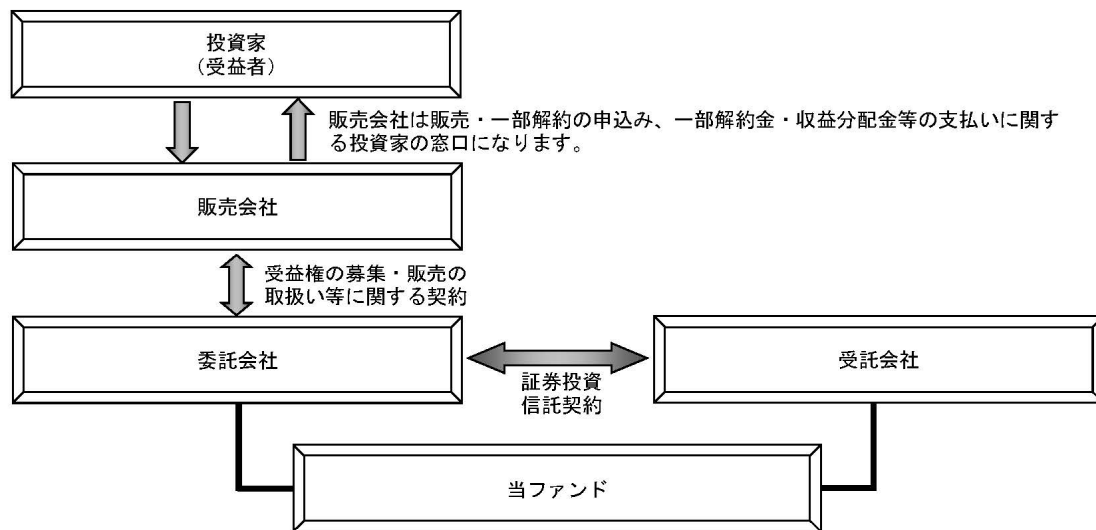 投資家
（受益者）
販売会社は販売・一部解約の申込み、一部解約金・収益分配金等の支払いに関す
る投資家の窓口になります。
販売会社
受益権の募集・販売の
取扱い等に関する契約
委託会社
受託会社
証券投資
信託契約
当ファンド